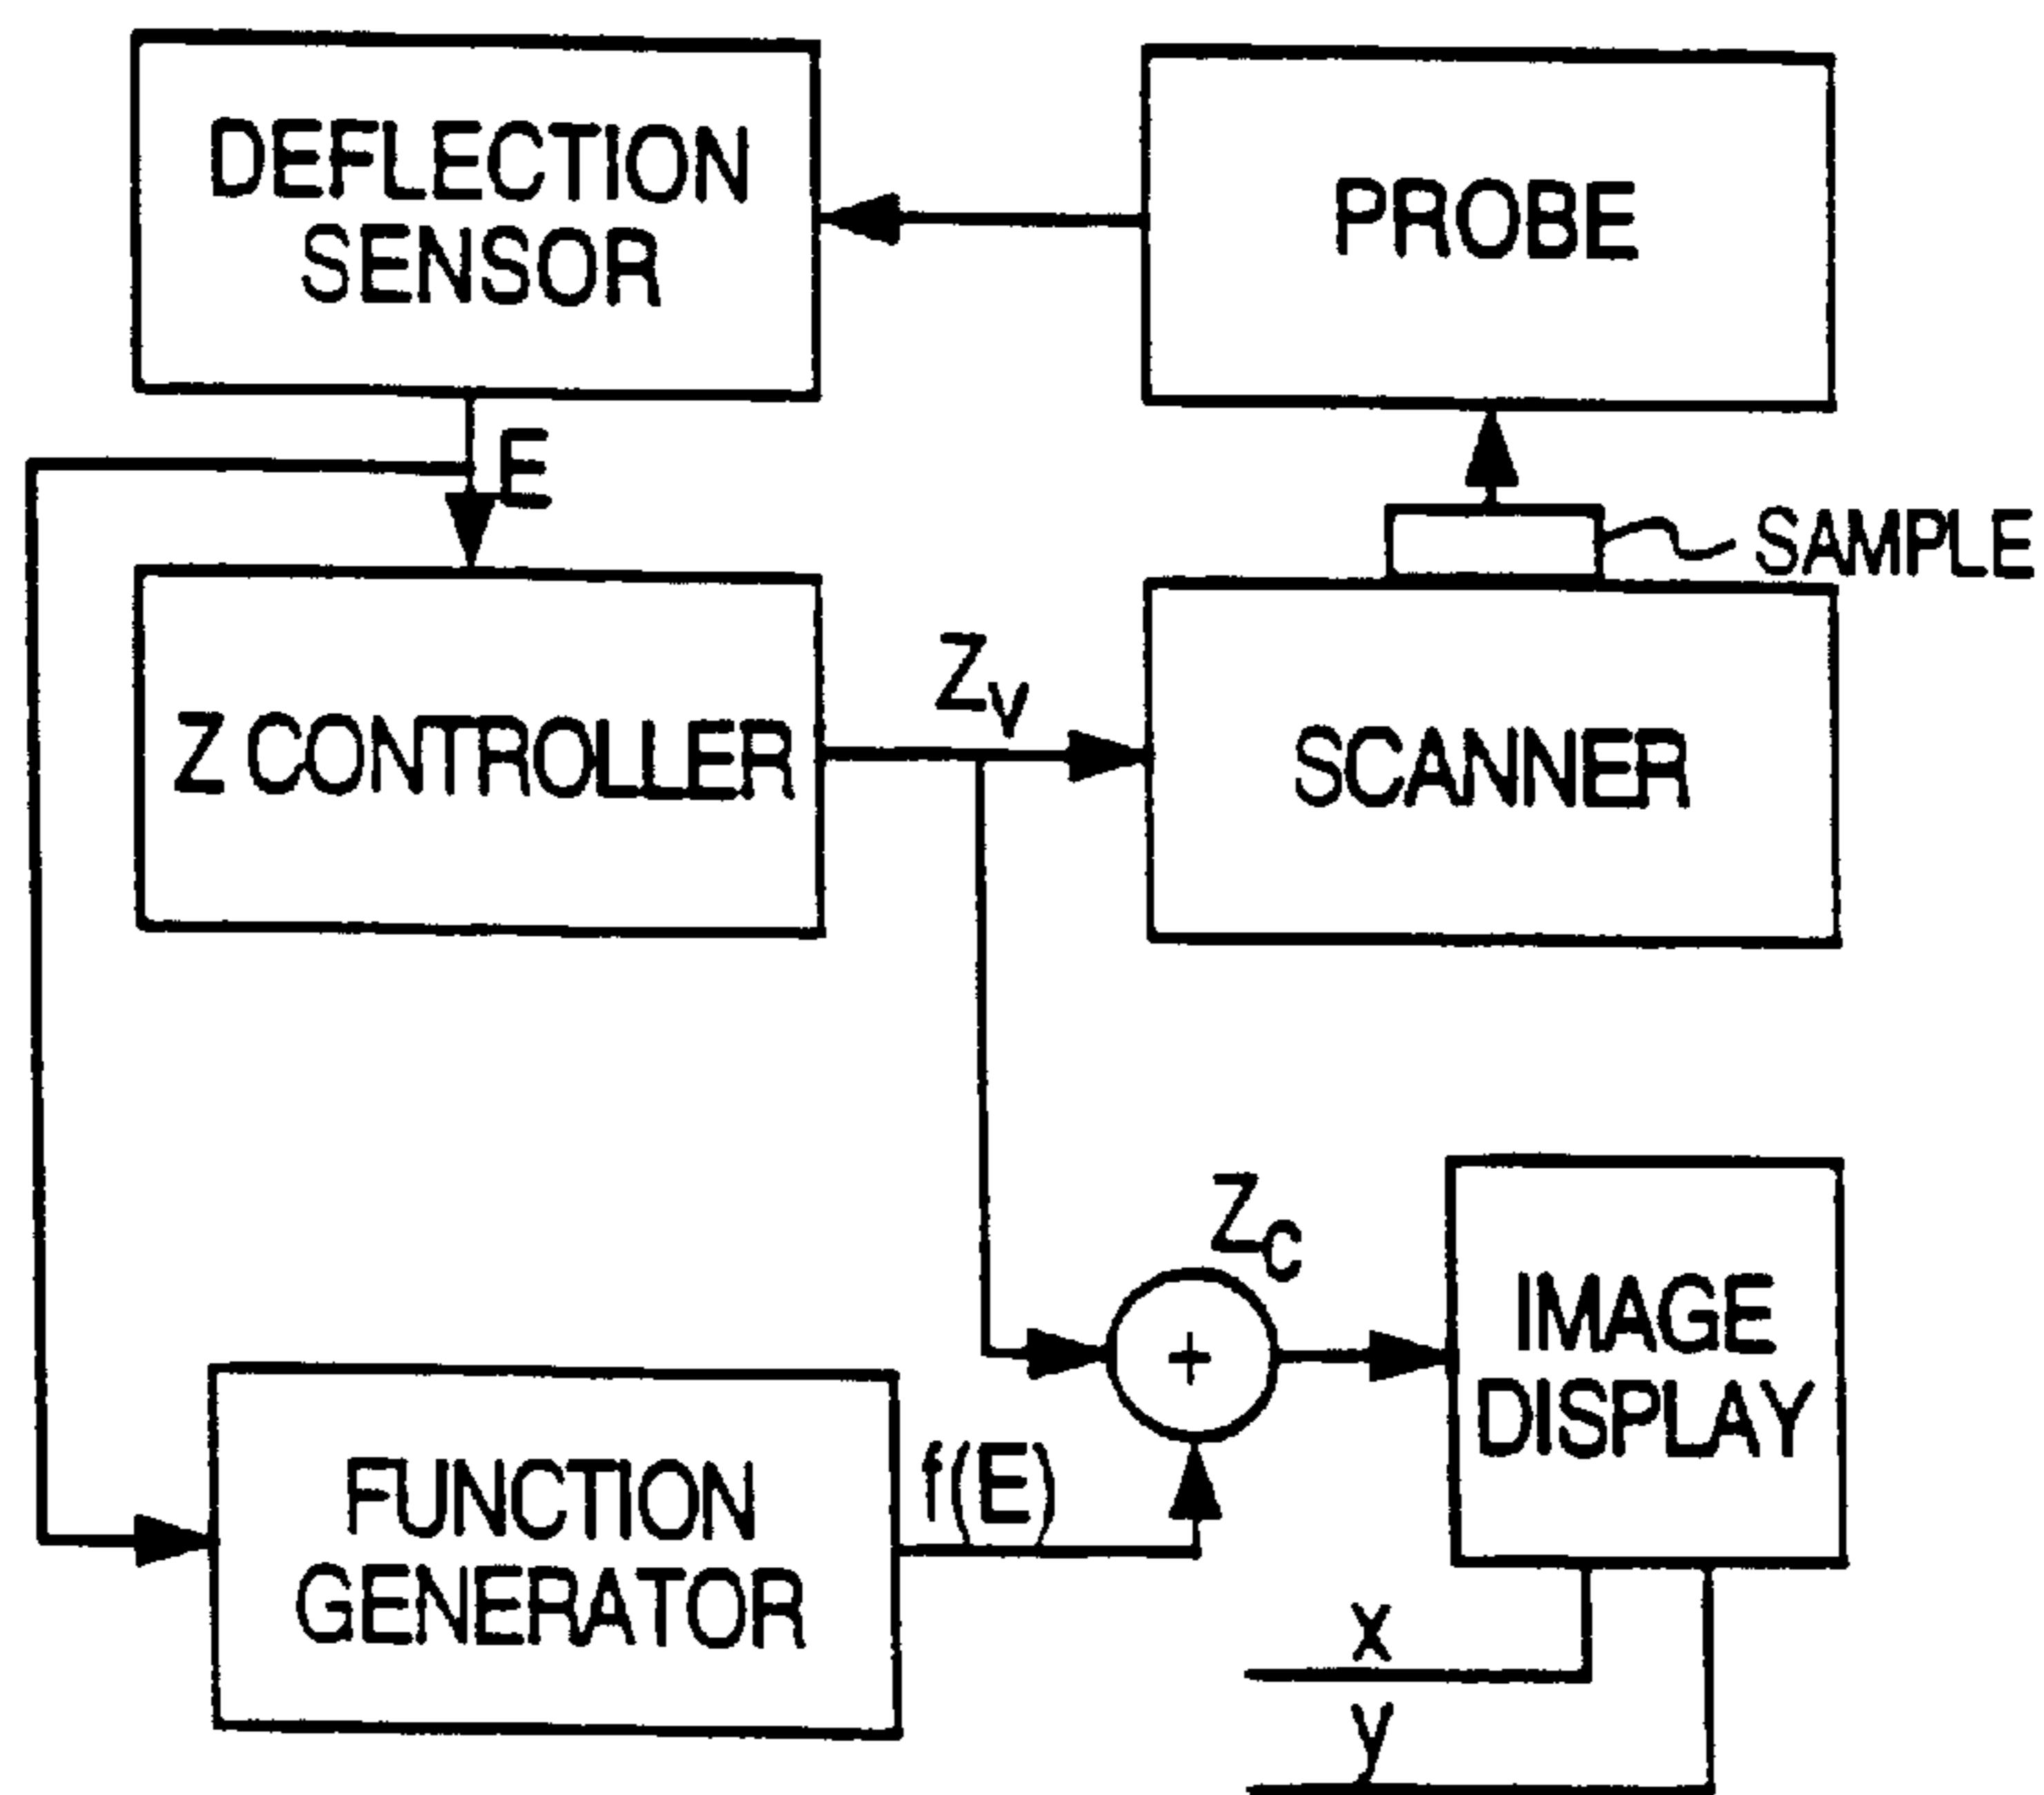 DEFLECTION
SENSOR
PROBE
E
SAMPLE
Z CONTROLLER
Zv
SCANNER
Zc
+
IMAGE
DISPLAY
FUNCTION
GENERATOR
f(E)
x
y